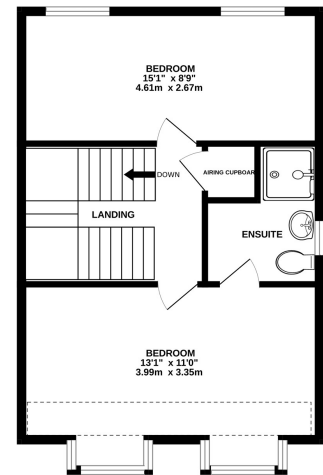 BEDROOM
15'1" x 8'9"
4.61m x 2.67m
DOWN
AIRING CUPBOAR
LANDING
ENSUITE
BEDROOM
13'1" x 11'0"
3.99m x 3.35m